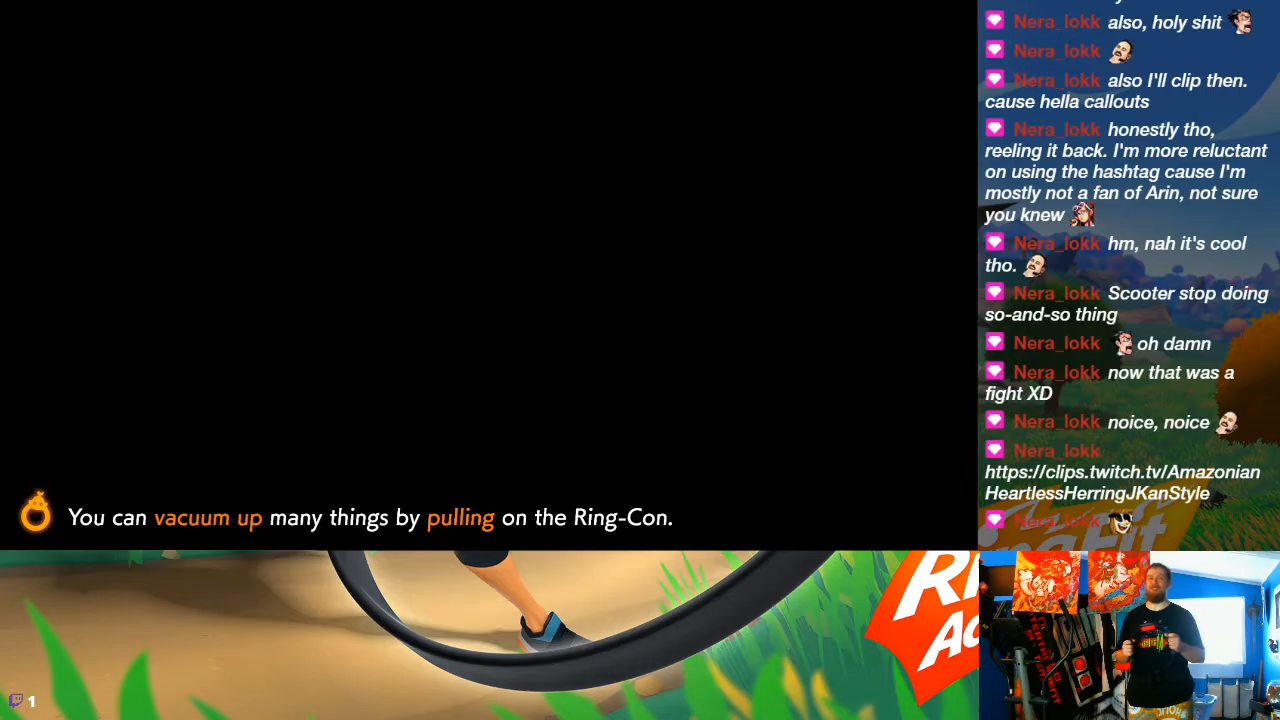 Nera_lokk also, holy shit
Nera_lokk
Nera_lokk also I'll clip then.
cause hella callouts
Nera_lokk honestly tho,
reeling it back. I'm more reluctant
on using the hashtag cause I'm
mostly not a fan of Arin, not sure
you knew
Nera_lokk hm, nah it's cool
tho.
Nera_lokk Scooter stop doing
so-and-so thing
Nera_lokk oh damn
Nera_lokk now that was a
fight XD
Nera_lokk noice, noice
Nera_lokk
https://clips.twitch.tv/Amazonian
HeartlessHerringJKanStyle
Nera_lokk
You can vacuum up many things by pulling on the Ring-Con.
1